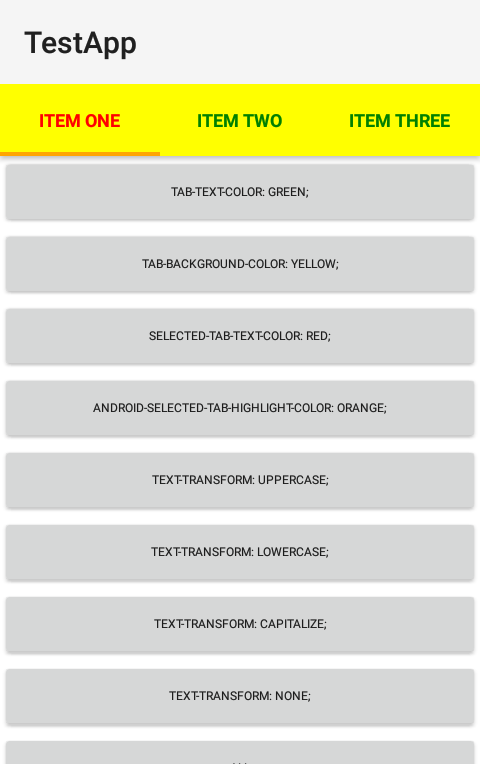 TestApp
ITEM ONE
ITEM TWO
ITEM THREE
TAB-TEXT-COLOR: GREEN;
TAB-BACKGROUND-COLOR: YELLOW;
SELECTED-TAB-TEXT-COLOR: RED;
ANDROID-SELECTED-TAB-HIGHLIGHT-COLOR: ORANGE;
TEXT-TRANSFORM: UPPERCASE;
TEXT-TRANSFORM: LOWERCASE;
TEXT-TRANSFORM: CAPITALIZE;
TEXT-TRANSFORM: NONE;